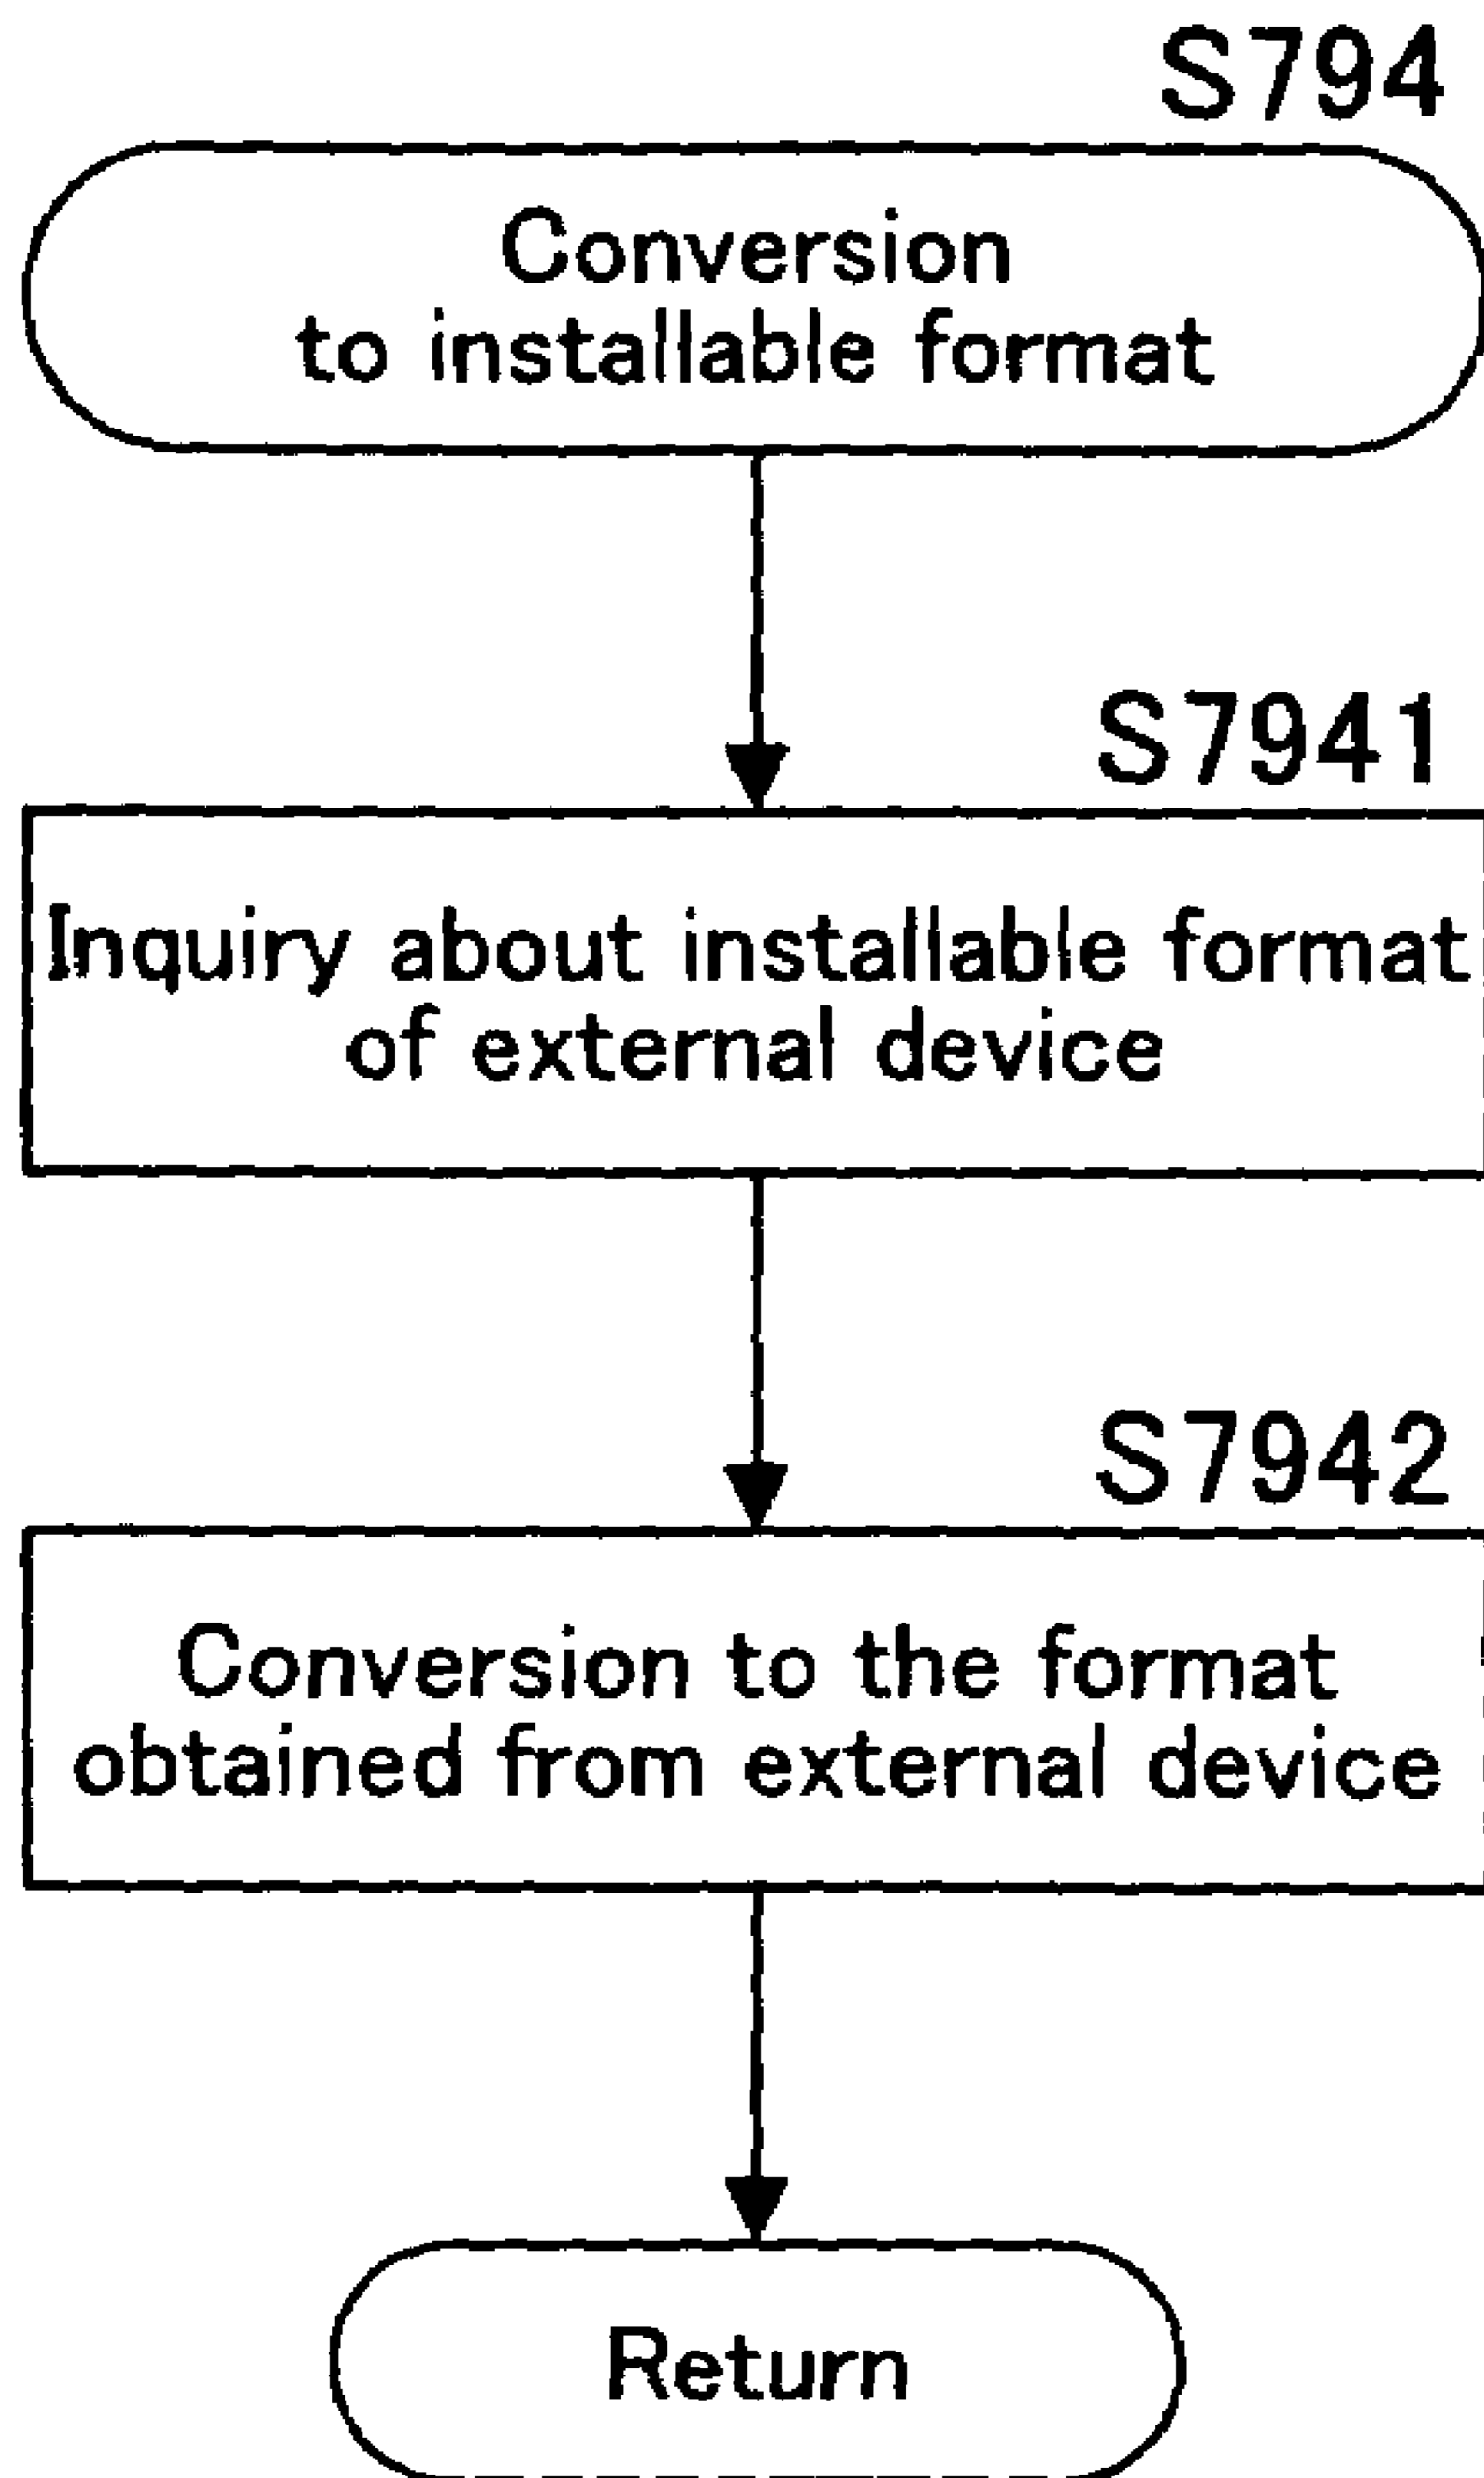 S794
Conversion
to installable format
S7941
Inquiry about installable format
of external device
S7942
Conversion to the format
obtained from external device
Return